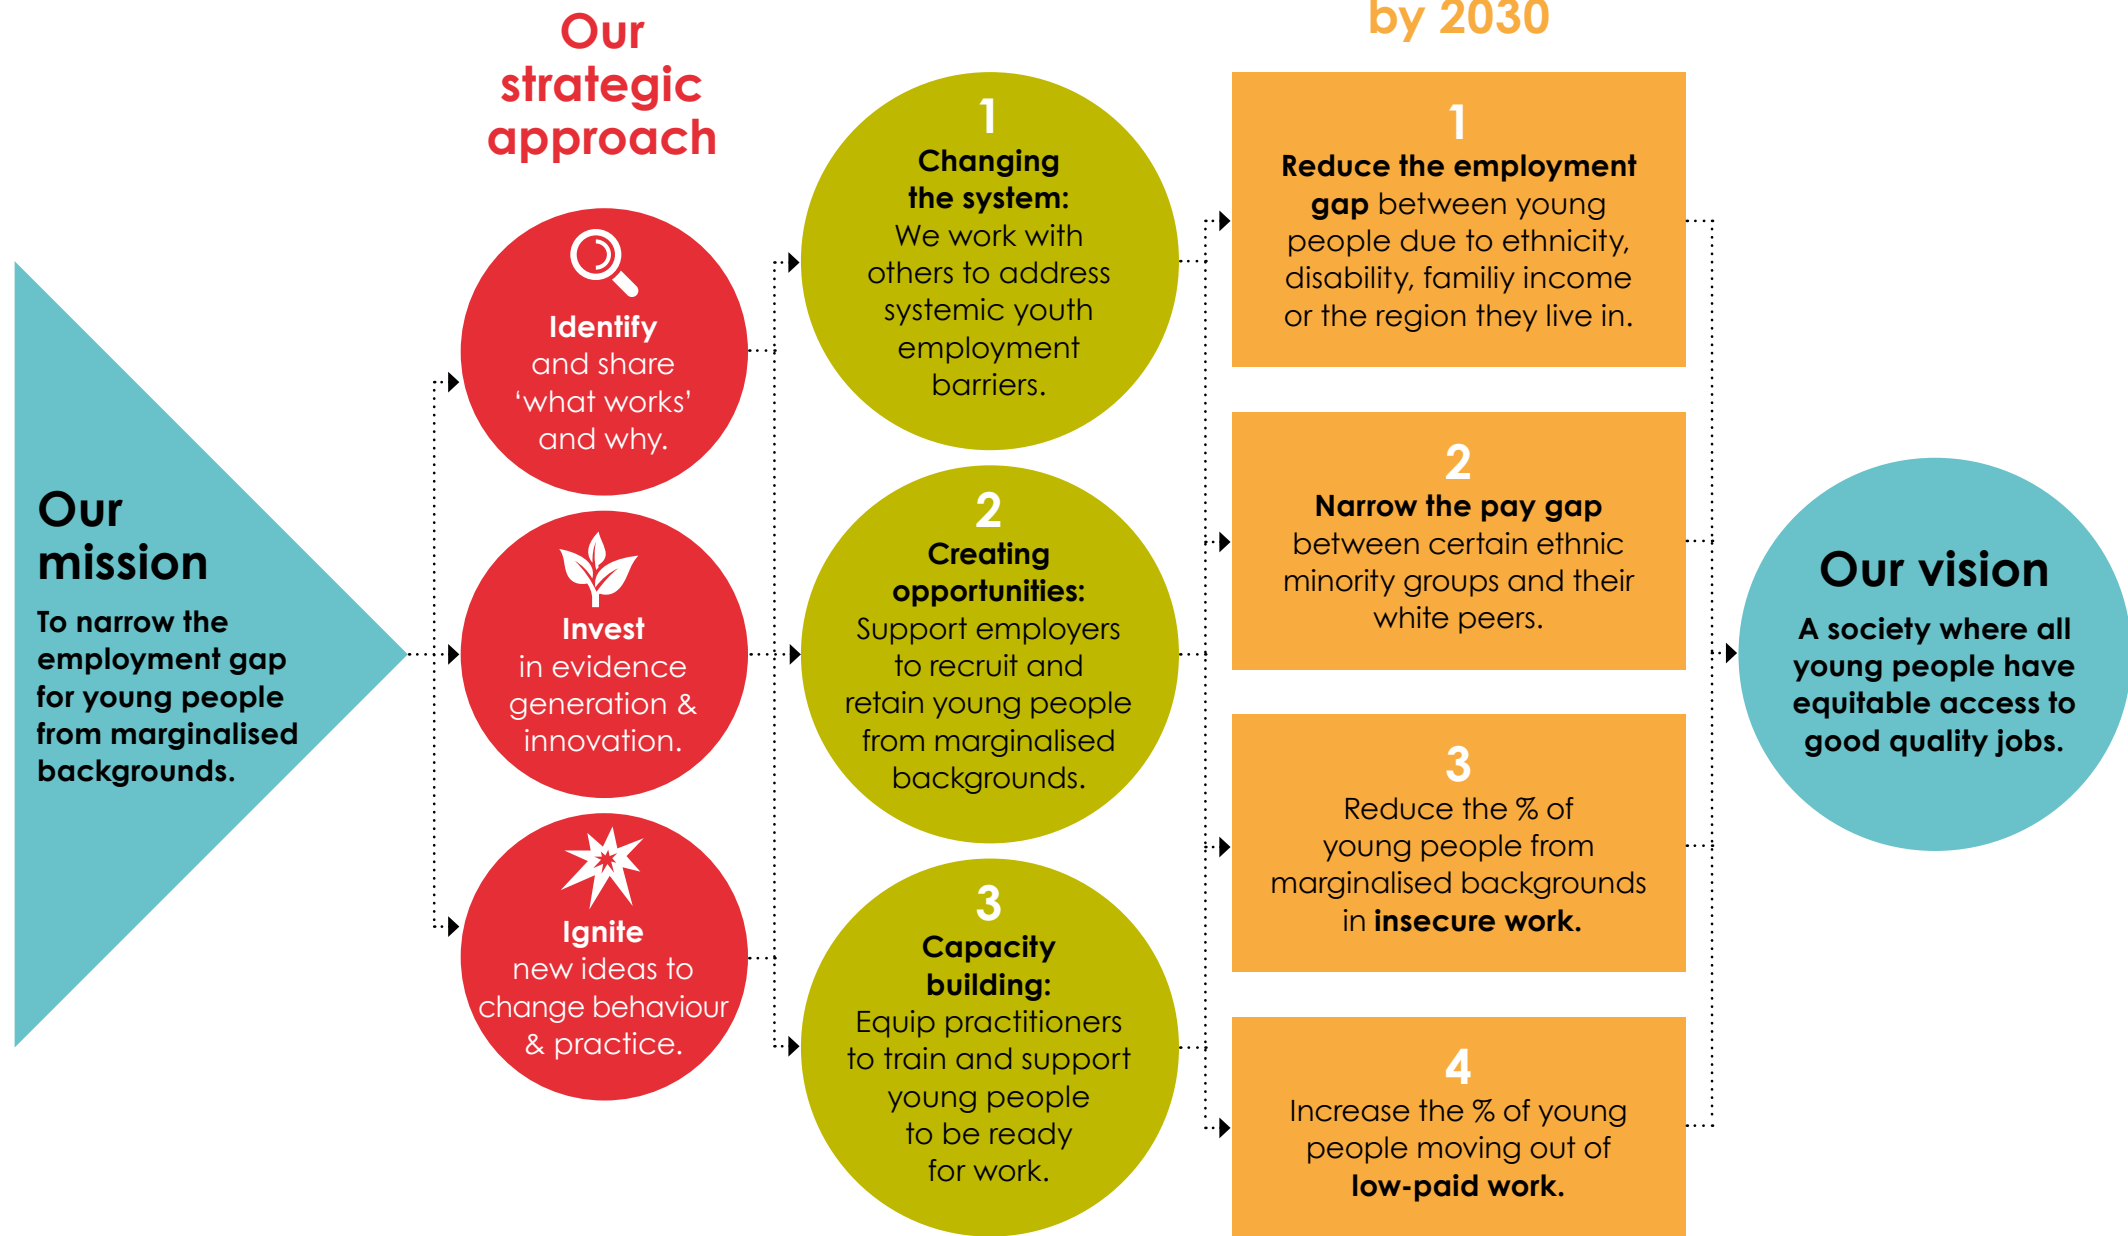 Our
mission
To narrow the
employment gap
for young people
from marginalised
backgrounds.
Our
strategic
approach
Identify
and share
‘what works’
and why.
Invest
in evidence
generation &
innovation.
Ignite
new ideas to
change behaviour
& practice.
1
Changing
the system:
We work with
others to address
systemic youth
employment
barriers.
2
Creating
opportunities:
Support employers
to recruit and
retain young people
from marginalised
backgrounds.
3
Capacity
building:
Equip practitioners
to train and support
young people
to be ready
for work.
by 2030
1
Reduce the employment
gap between young
people due to ethnicity,
disability, familiy income
or the region they live in.
2
Narrow the pay gap
between certain ethnic
minority groups and their
white peers.
3
Reduce the % of
young people from
marginalised backgrounds
in insecure work.
4
Increase the % of young
people moving out of
low-paid work.
Our vision
A society where all
young people have
equitable access to
good quality jobs.